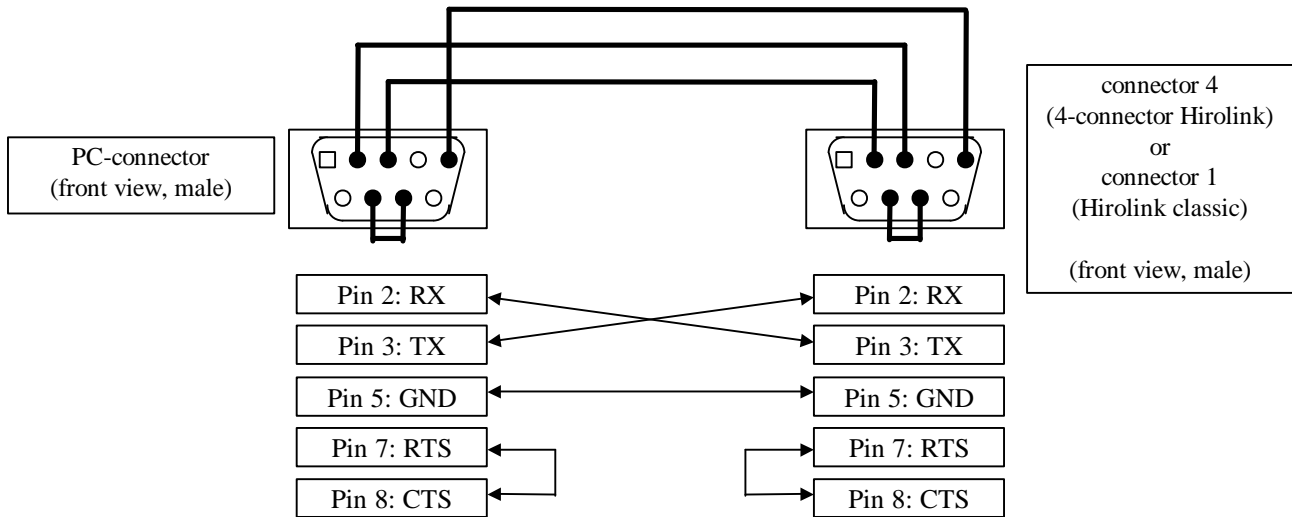 PC-connector
(front view, male)
connector 4
(4-connector Hirolink)
or
connector 1
(Hirolink classic)
(front view, male)
Pin 2: RX
Pin 3: TX
Pin 5: GND
Pin 7: RTS
Pin 8: CTS
Pin 2: RX
Pin 3: TX
Pin 5: GND
Pin 7: RTS
Pin 8: CTS